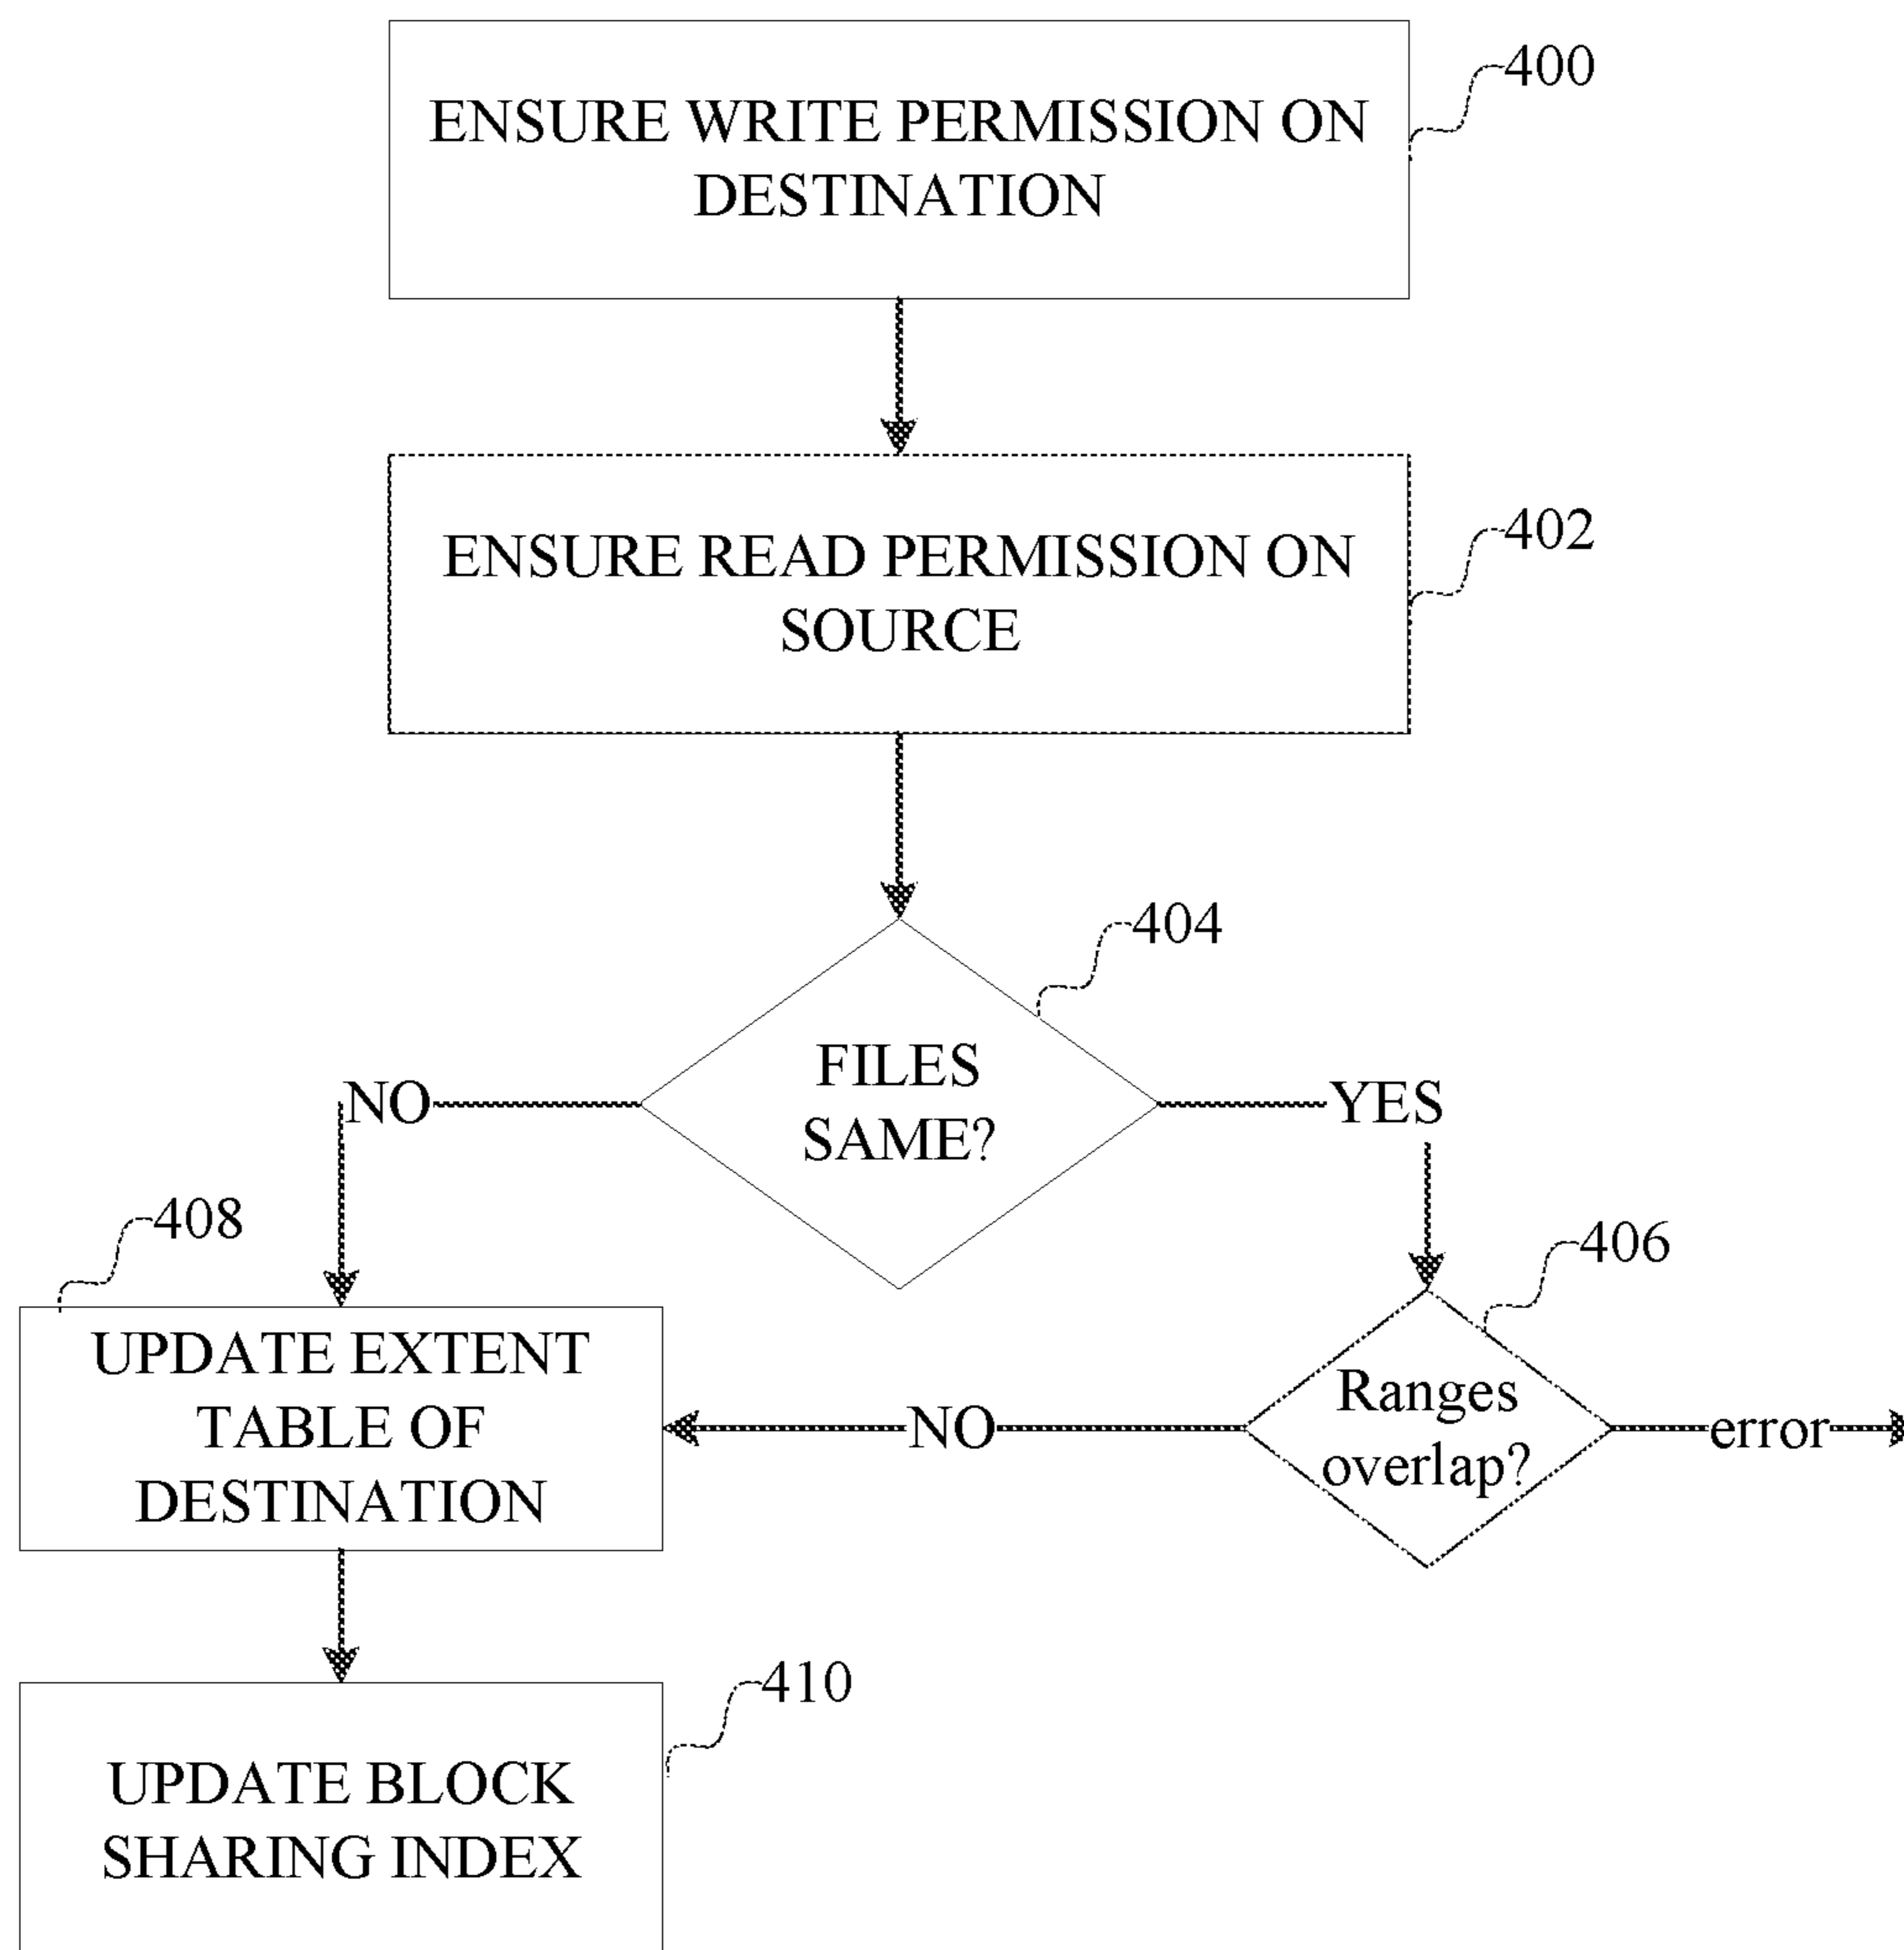 400
ENSURE WRITE PERMISSION ON
DESTINATION
402
ENSURE READ PERMISSION ON
SOURCE
404
FILES
SAME?
NO
YES
408
406
UPDATE EXTENT
TABLE OF
DESTINATION
NO
Ranges
overlap?
error
410
UPDATE BLOCK
SHARING INDEX